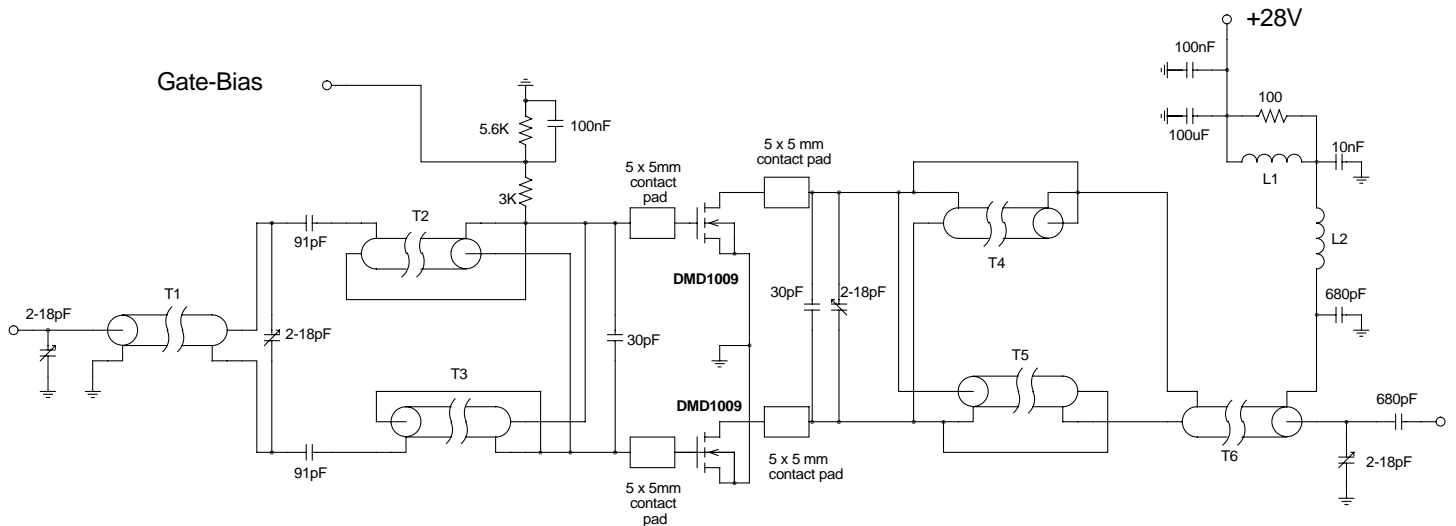 +28V
100nF
Gate-Bias
100
5.6K
100nF
100uF
5 x 5 mm
contact pad
10nF
5 x 5mm
contact
pad
L1
3K
T2
91pF
L2
DMD1009
T4
T1
30pF
2-18pF
680pF
2-18pF
2-18pF
30pF
T3
T5
DMD1009
680pF
91pF
5 x 5mm
contact
pad
5 x 5 mm
contact pad
T6
2-18pF